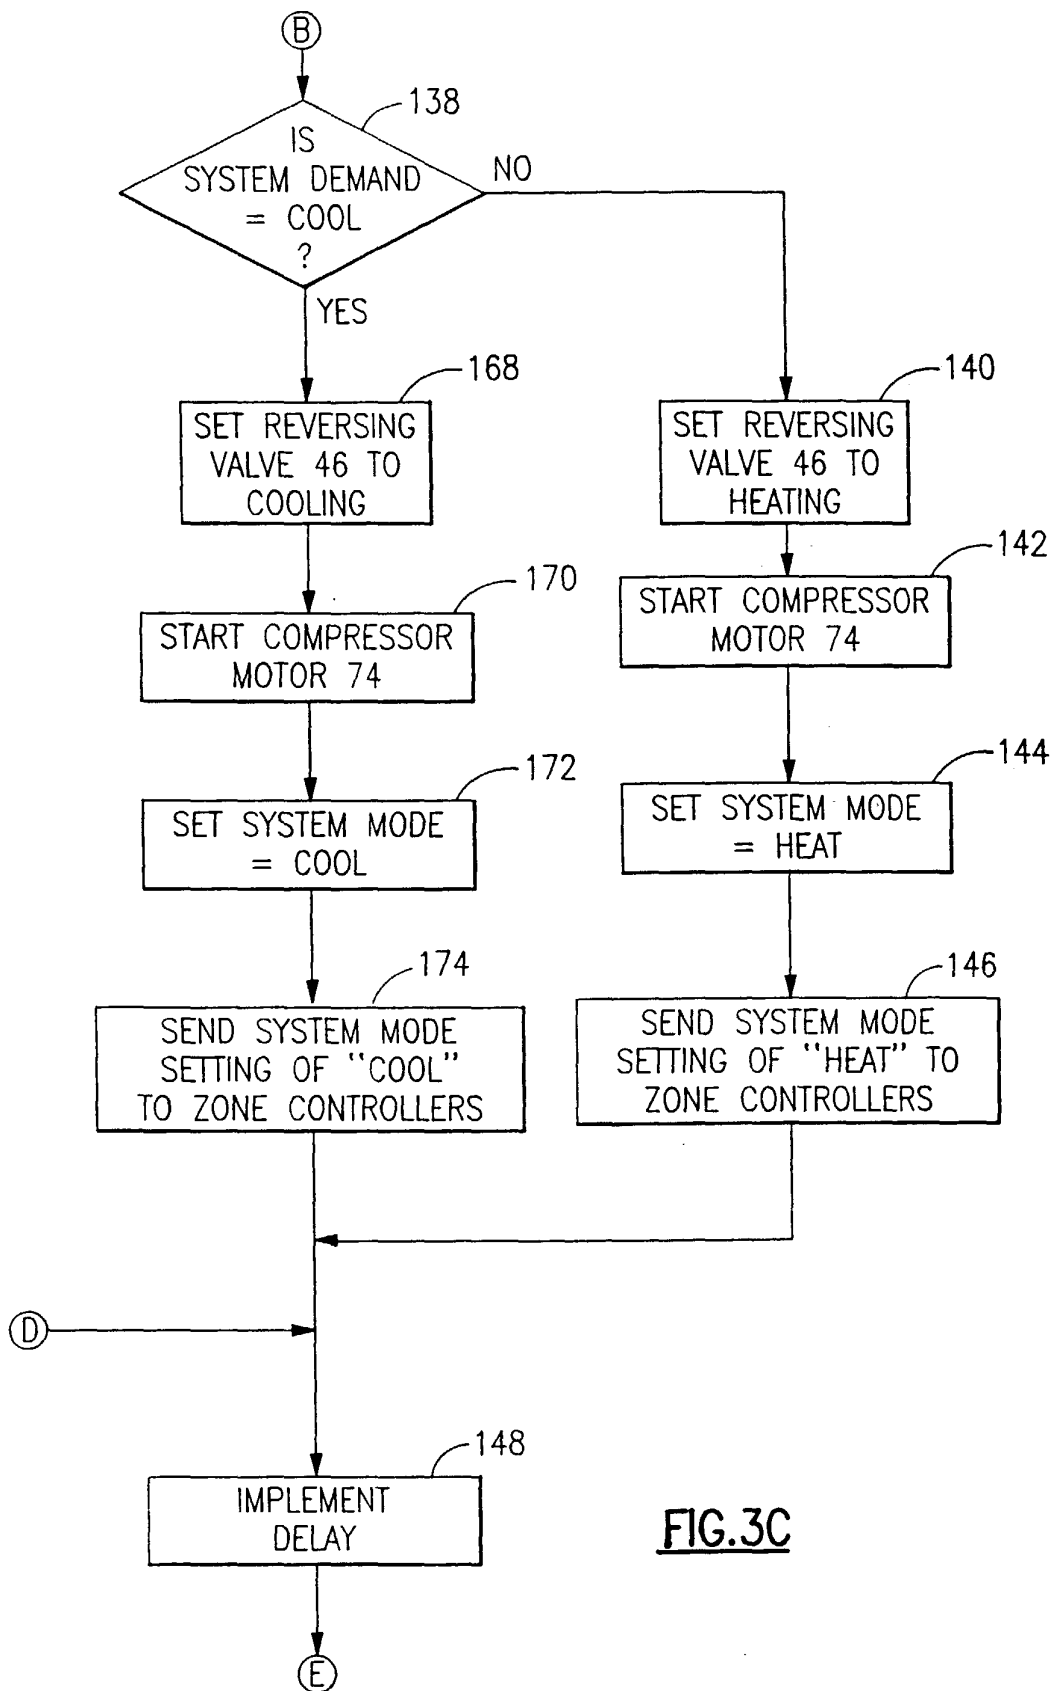 B
138
IS
SYSTEM DEMAND
= COOL
?
NO
YES
168
SET REVERSING
VALVE 46 TO
COOLING
140
SET REVERSING
VALVE 46 TO
HEATING
170
START COMPRESSOR
MOTOR 74
142
START COMPRESSOR
MOTOR 74
172
SET SYSTEM MODE
= COOL
144
SET SYSTEM MODE
= HEAT
174
SEND SYSTEM MODE
SETTING OF "COOL"
TO ZONE CONTROLLERS
146
SEND SYSTEM MODE
SETTING OF "HEAT" TO
ZONE CONTROLLERS
D
148
IMPLEMENT
DELAY
FIG.3C
E